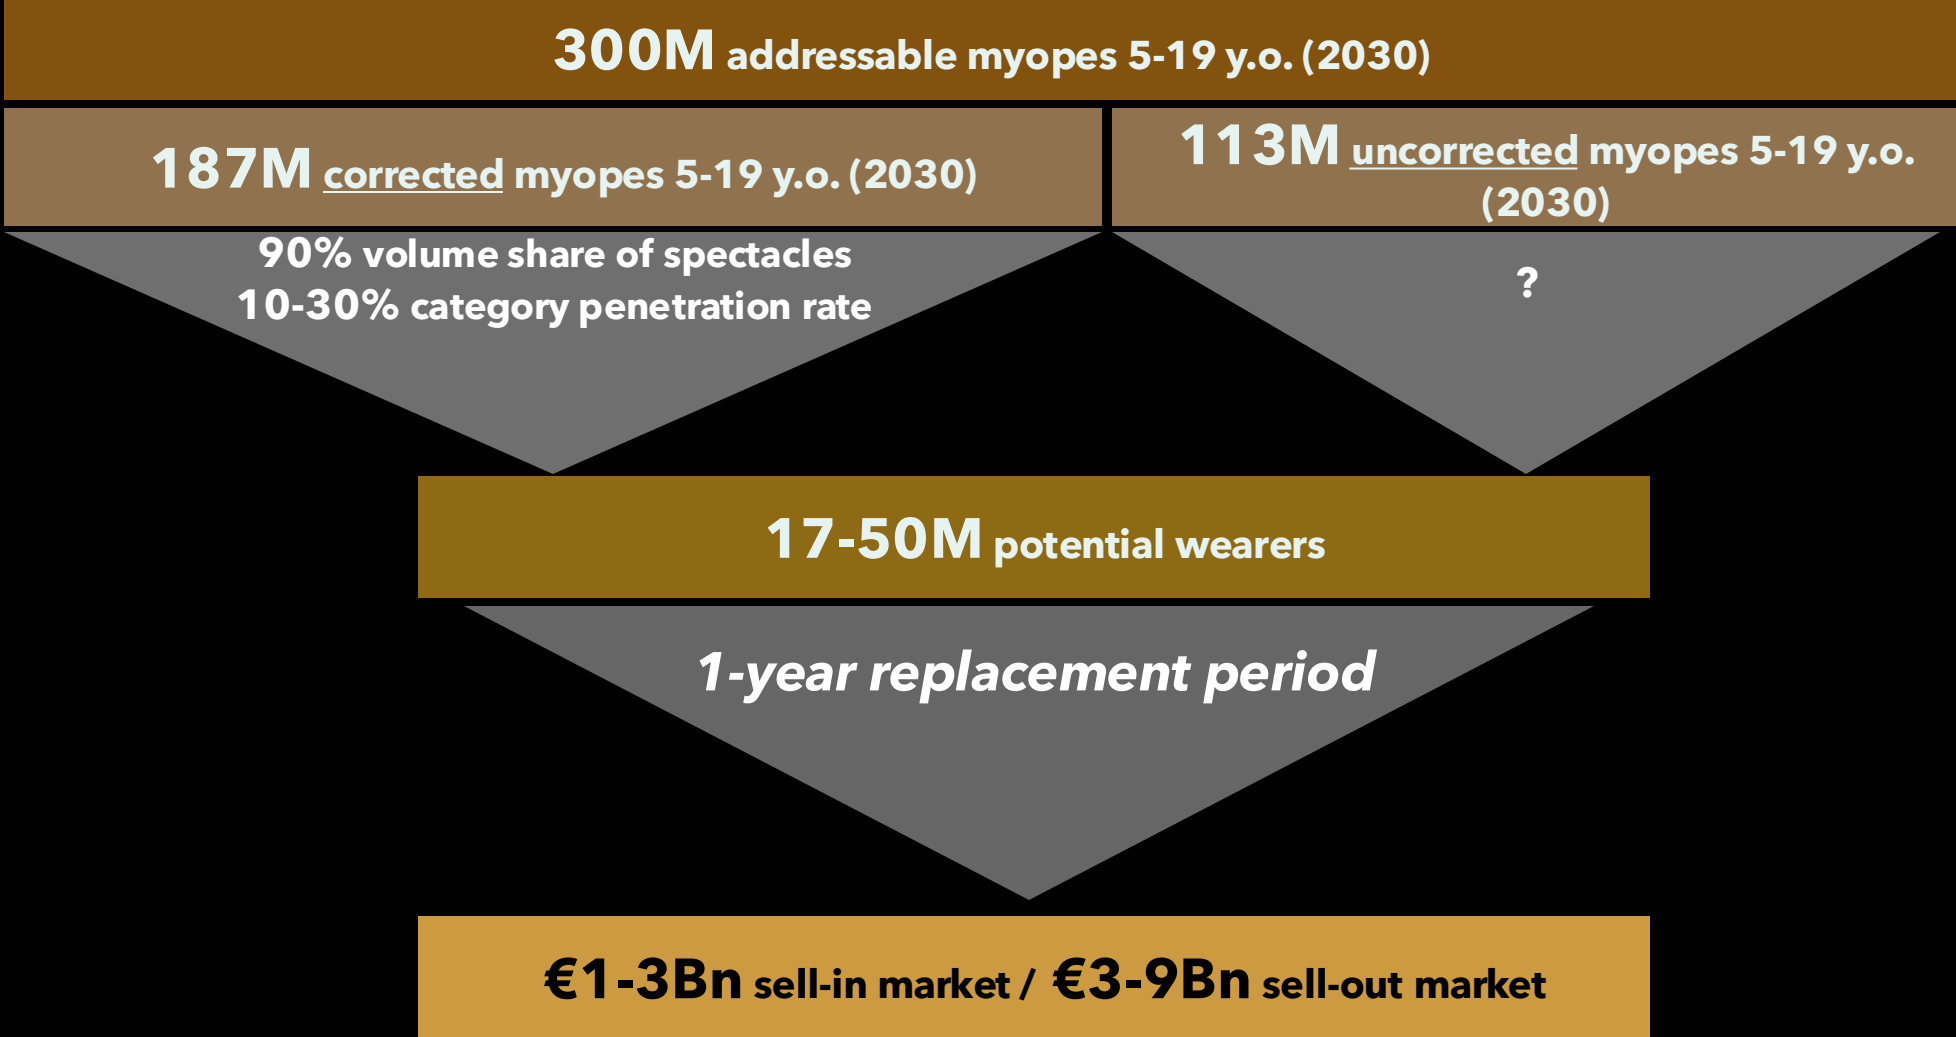 300M addressable myopes 5-19 y.o. (2030)
187M corrected myopes 5-19 y.o. (2030)
113M uncorrected myopes 5-19 y.o.
(2030)
90% volume share of spectacles
10-30% category penetration rate
?
17-50M potential wearers
1-year replacement period
€1-3Bn sell-in market / €3-9Bn sell-out market